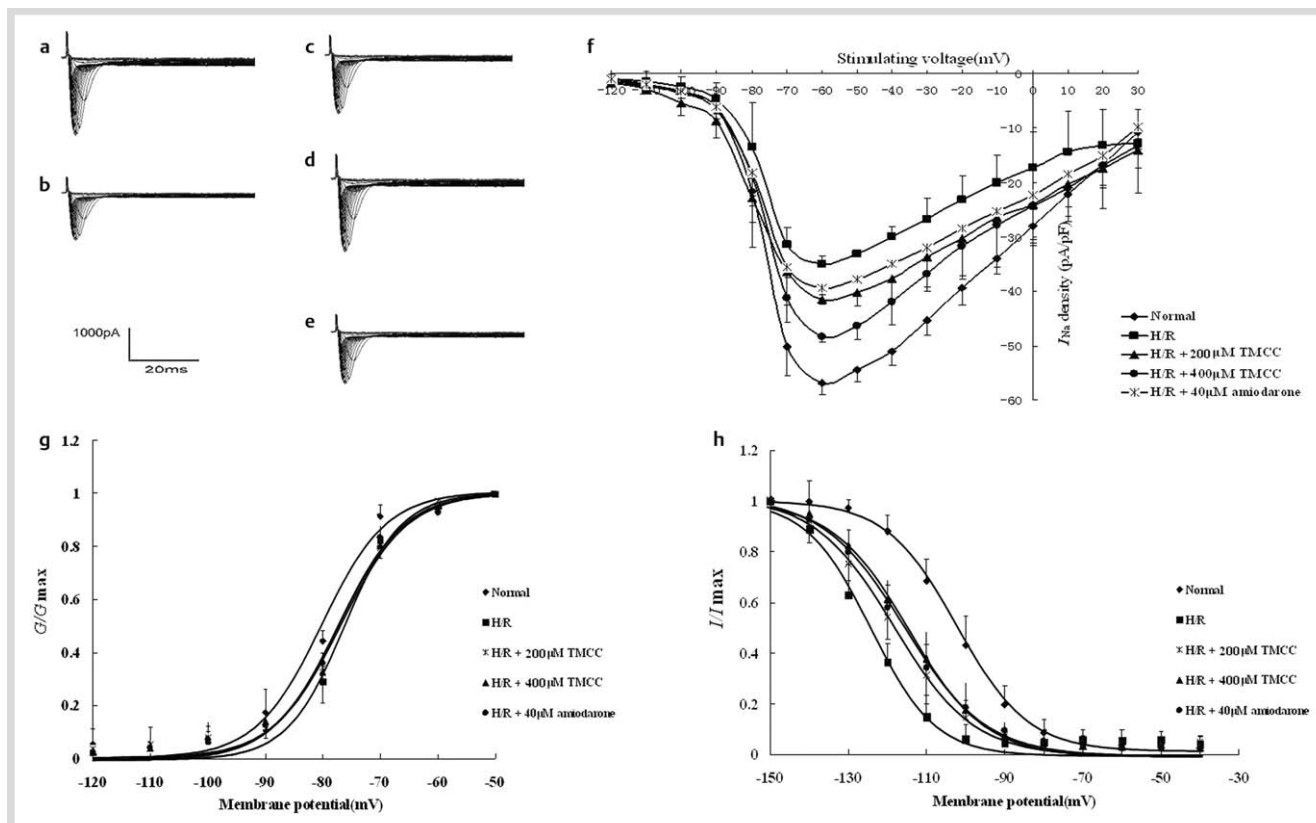 a
b
c
d
e
1000pA
20ms
f
Stimulating voltage(mV)
-120 -110 -100 -90 -80 -70 -60 -50 -40 -30 -20 -10 0 10 20 30
0
-10
-20
-30
-40
-50
-60
I Na density (pA/pF)
Normal
H/R
H/R + 200μM TMCC
H/R + 400μM TMCC
H/R + 40μM amiodarone
g
1.2
1
0.8
0.6
0.4
0.2
0
G/G max
-120 -110 -100 -90 -80 -70 -60 -50
Membrane potential(mV)
Normal
H/R
H/R + 200μM TMCC
H/R + 400μM TMCC
H/R + 40μM amiodarone
h
1.2
1
0.8
0.6
0.4
0.2
0
I/I max
-150 -130 -110 -90 -70 -50 -30
Membrane potential(mV)
Normal
H/R
H/R + 200μM TMCC
H/R + 400μM TMCC
H/R + 40μM amiodarone